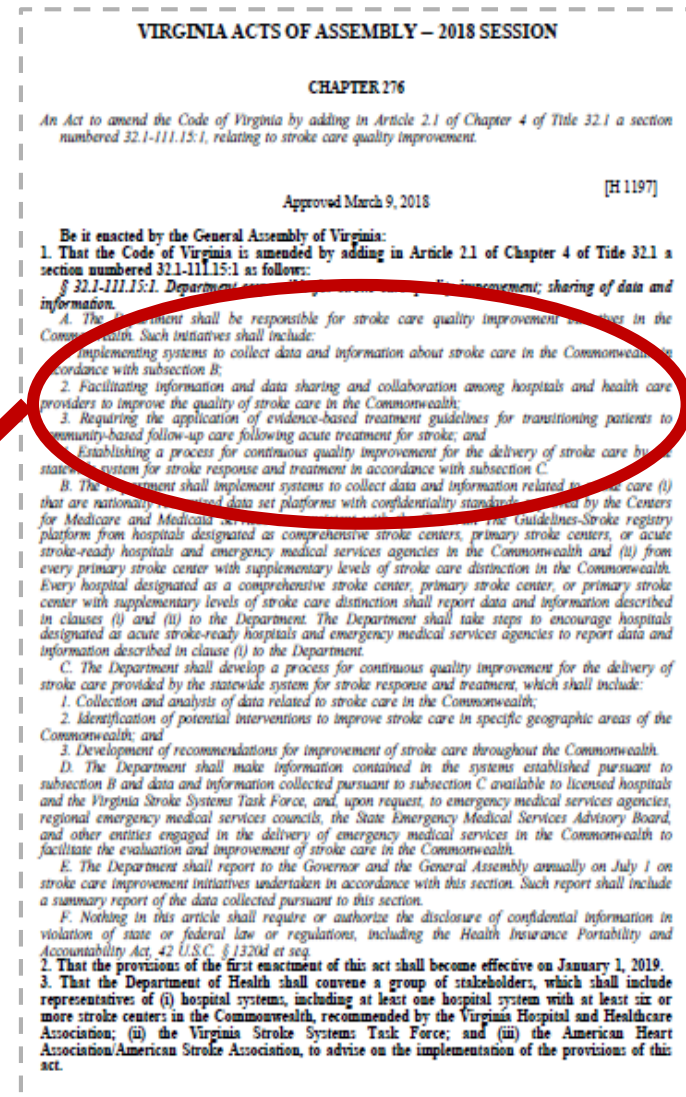 VIRGINIA ACTS OF ASSEMBLY -- 2018 SESSION
CHAPTER 276
An Act to amend the Code of Virginia by adding in Article 2.1 of Chapter 4 of Title 32.1 a section
numbered 32.1-111.15:1, relating to stroke care quality improvement.
[H 1197]
Approved March 9, 2018
Be it enacted by the General Assembly of Virginia:
1. That the Code of Virginia is amended by adding in Article 2.1 of Chapter 4 of Title 32.1 a
section numbered 32.1-111.15:1 as follows:
§ 32.1-111.15:1. Department improvement; sharing of data and
information.
A. The shall be responsible for stroke care quality improvement in the
Such initiatives shall include:
implementing systems to collect data and information about stroke care in the
with subsection B;
2. Facilitating information and data sharing and collaboration among hospitals and health care
providers to improve the quality of stroke care in the Commonwealth;
3. Requiring the application of evidence-based treatment guidelines for transitioning patients to
community-based follow-up care following acute treatment for stroke; and
Establishing a process for continuous quality improvement for the delivery of stroke care by
system for stroke response and treatment in accordance with subsection C.
B. The shall implement systems to collect data and information related to care (i)
that are nationally data set platforms with confidentiality standards by the Centers
for Medicare and Medicaid Guidelines-Stroke registry
platform from hospitals designated as comprehensive stroke centers, primary stroke centers, or acute
stroke-ready hospitals and emergency medical services agencies in the Commonwealth and (ii) from
every primary stroke center with supplementary levels of stroke care distinction in the Commonwealth.
Every hospital designated as a comprehensive stroke center, primary stroke center, or primary stroke
center with supplementary levels of stroke care distinction shall report data and information described
in clauses (i) and (ii) to the Department. The Department shall take steps to encourage hospitals
designated as acute stroke-ready hospitals and emergency medical services agencies to report data and
information described in clause (i) to the Department.
C. The Department shall develop a process for continuous quality improvement for the delivery of
stroke care provided by the statewide system for stroke response and treatment, which shall include:
1. Collection and analysis of data related to stroke care in the Commonwealth;
2. Identification of potential interventions to improve stroke care in specific geographic areas of the
Commonwealth; and
3. Development of recommendations for improvement of stroke care throughout the Commonwealth.
D. The Department shall make information contained in the systems established pursuant to
subsection B and data and information collected pursuant to subsection C available to licensed hospitals
and the Virginia Stroke Systems Task Force, and, upon request, to emergency medical services agencies,
regional emergency medical services councils, the State Emergency Medical Services Advisory Board,
and other entities engaged in the delivery of emergency medical services in the Commonwealth to
facilitate the evaluation and improvement of stroke care in the Commonwealth.
E. The Department shall report to the Governor and the General Assembly annually on July 1 on
stroke care improvement initiatives undertaken in accordance with this section. Such report shall include
a summary report of the data collected pursuant to this section.
F. Nothing in this article shall require or authorize the disclosure of confidential information in
violation of state or federal law or regulations, including the Health Insurance Portability and
Accountability Act, 42 U.S.C. § 1320d et seq.
2. That the provisions of the first enactment of this act shall become effective on January 1, 2019.
3. That the Department of Health shall convene a group of stakeholders, which shall include
representatives of (i) hospital systems, including at least one hospital system with at least six or
more stroke centers in the Commonwealth, recommended by the Virginia Hospital and Healthcare
Association; (ii) the Virginia Stroke Systems Task Force; and (iii) the American Heart
Association/American Stroke Association, to advise on the implementation of the provisions of this
act.